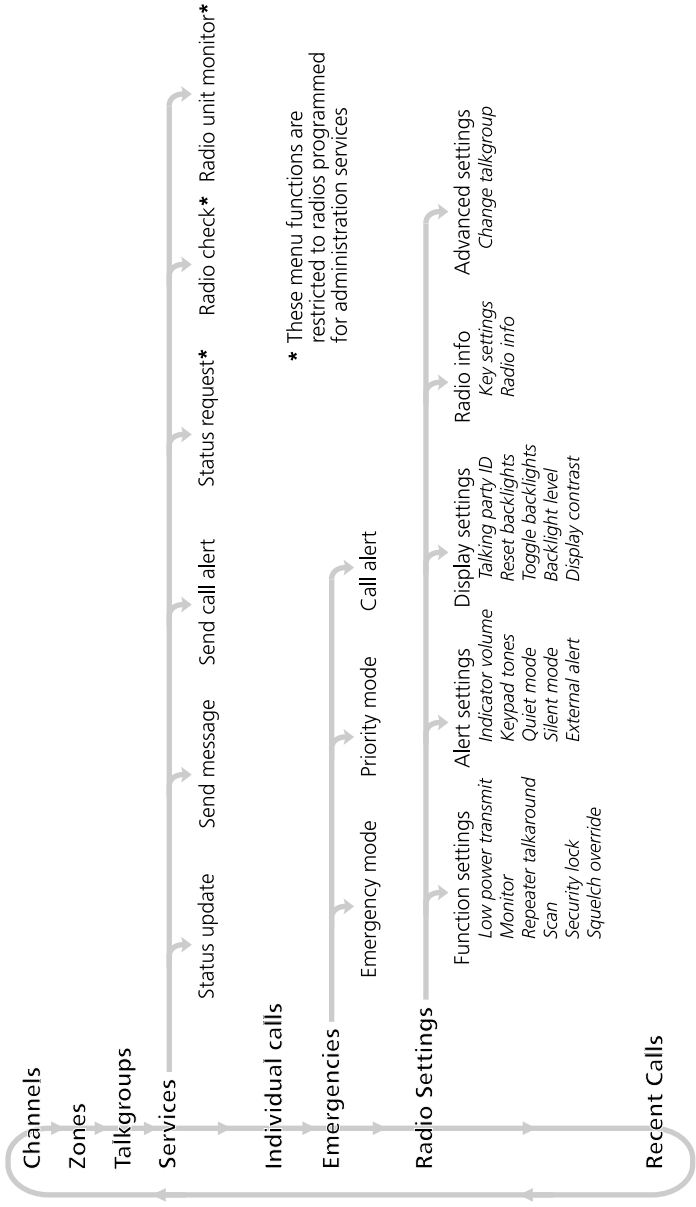 Channels
Zones
Talkgroups
Services
Status update
Send message
Send call alert
Status request*
Radio check*
Radio unit monitor*
* These menu functions are
restricted to radios programmed
for administration services
Individual calls
Emergencies
Emergency mode
Priority mode
Call alert
Radio Settings
Function settings
Low power transmit
Monitor
Repeater talkaround
Scan
Security lock
Squelch override
Alert settings
Indicator volume
Keypad tones
Quiet mode
Silent mode
External alert
Display settings
Talking party ID
Reset backlights
Toggle backlights
Backlight level
Display contrast
Radio info
Key settings
Radio info
Advanced settings
Change talkgroup
Recent Calls